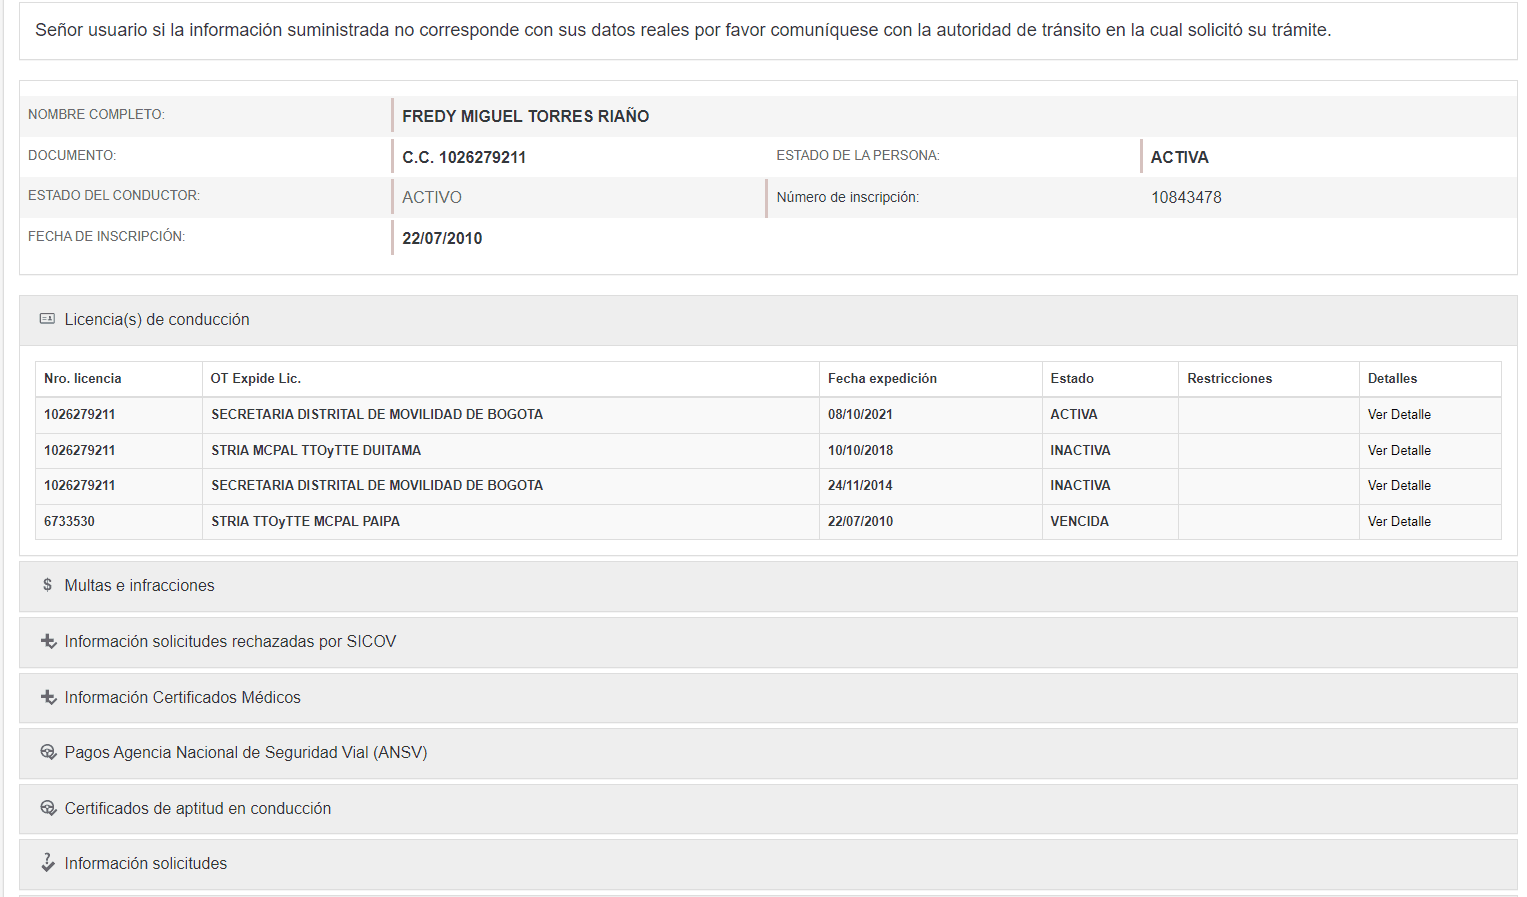 Señor usuario si la información suministrada no corresponde con sus datos reales por favor comuníquese con la autoridad de tránsito en la cual solicitó su trámite.
NOMBRE COMPLETO: FREDY MIGUEL TORRES RIAÑO
DOCUMENTO: C.C. 1026279211 ESTADO DE LA PERSONA: ACTIVA
ESTADO DEL CONDUCTOR: ACTIVO Número de inscripción: 10843478
FECHA DE INSCRIPCIÓN: 22/07/2010
Licencia(s) de conducción
Nro. licencia OT Expide Lic. Fecha expedición Estado Restricciones Detalles
1026279211 SECRETARIA DISTRITAL DE MOVILIDAD DE BOGOTA 08/10/2021 ACTIVA Ver Detalle
1026279211 STRIA MCPAL TTOyTTE DUITAMA 10/10/2018 INACTIVA Ver Detalle
1026279211 SECRETARIA DISTRITAL DE MOVILIDAD DE BOGOTA 24/11/2014 INACTIVA Ver Detalle
6733530 STRIA TTOyTTE MCPAL PAIPA 22/07/2010 VENCIDA Ver Detalle
$ Multas e infracciones
Información solicitudes rechazadas por SICOV
Información Certificados Médicos
Pagos Agencia Nacional de Seguridad Vial (ANSV)
Certificados de aptitud en conducción
Información solicitudes